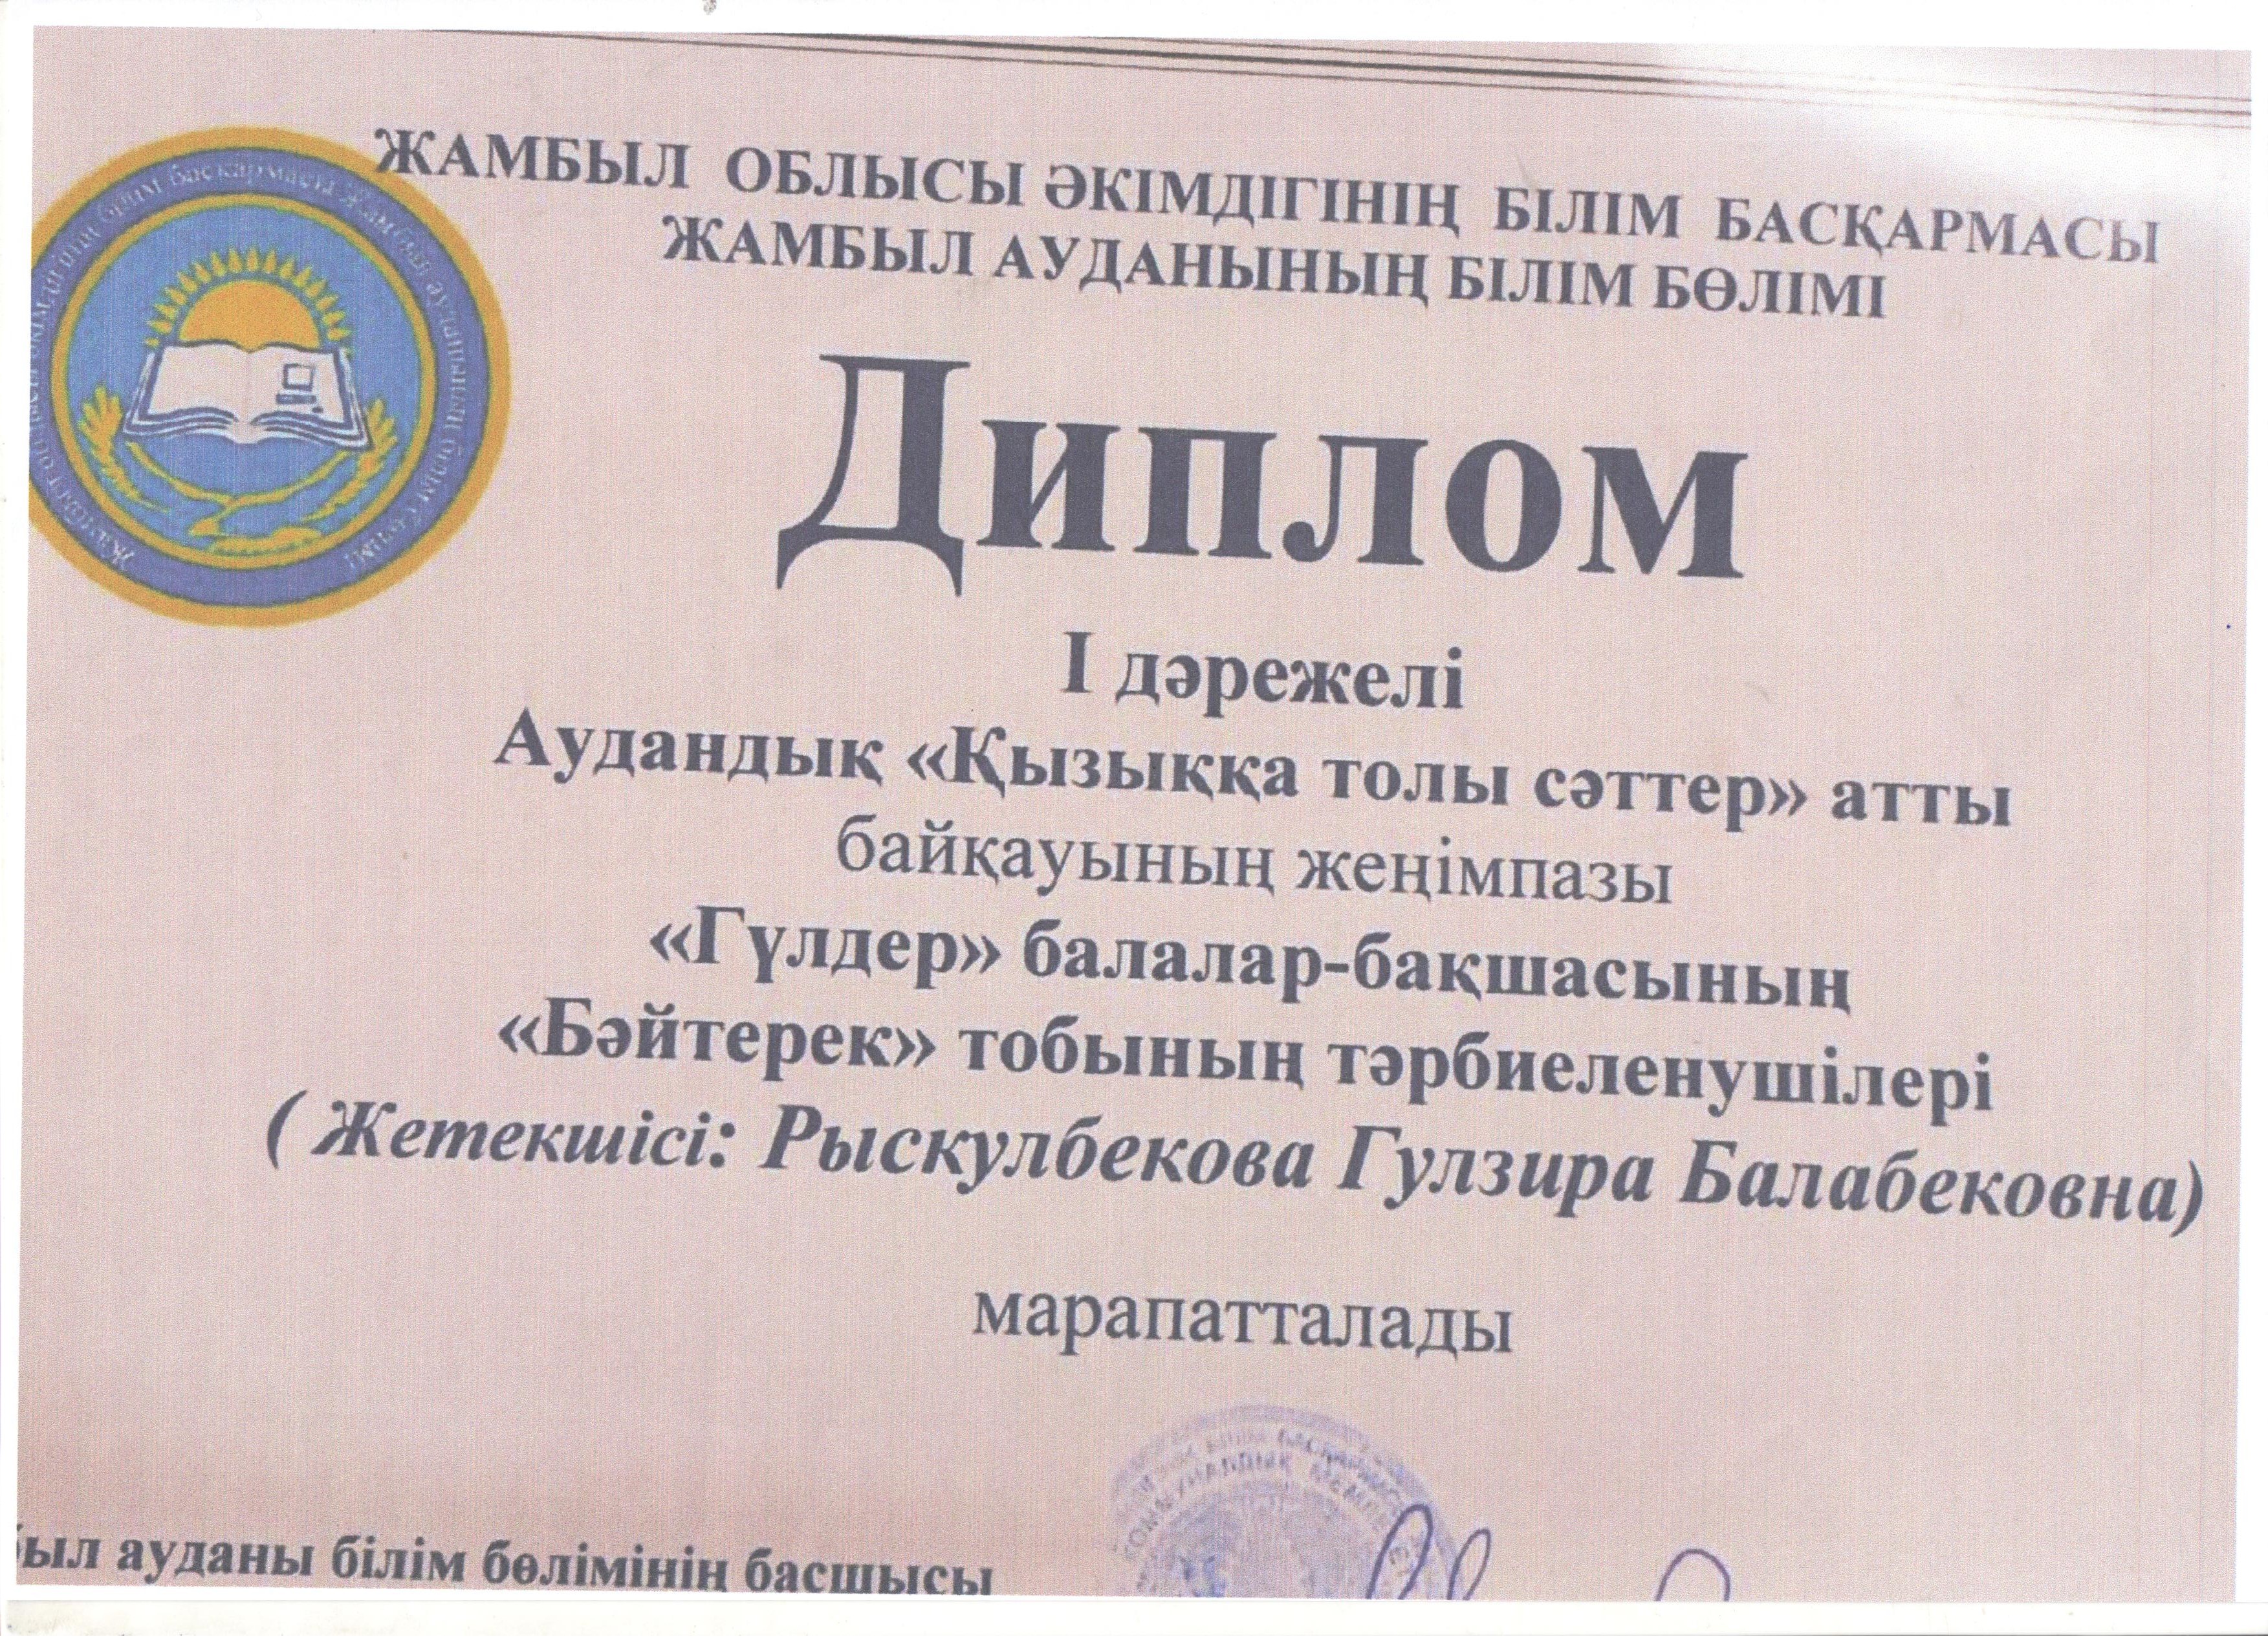 ЖАМБЫЛ ОБЛЫСЫ ӘКІМДІГІНІҢ БІЛІМ БАСҚАРМАСЫ
ЖАМБЫЛ АУДАНЫНЫҢ БІЛІМ БӨЛІМІ
Диплом
І дәрежелі
Аудандық «Қызыққа толы сәттер» атты
байқауының жеңімпазы
«Гүлдер» балалар-бақшасының
«Бәйтерек» тобының тәрбиеленушілері
( Жетекшісі: Рыскулбекова Гулзира Балабековна)
марапатталады
ауданы білім бөлімінің басшысы